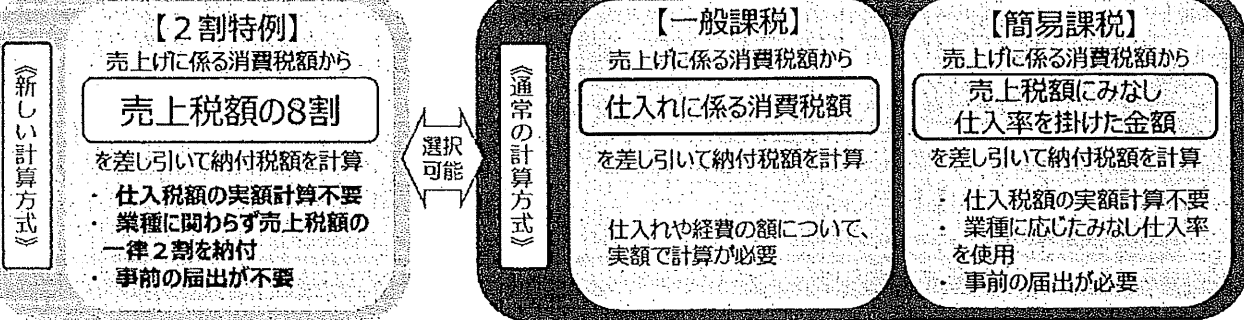 《新しい計算方式》
【２割特例】
売上げに係る消費税額から
売上税額の8割
を差し引いて納付税額を計算
・ 仕入税額の実額計算不要
・ 業種に関わらず売上税額の
一律２割を納付
・ 事前の届出が不要
選択
可能
《通常の計算方式》
【一般課税】
売上げに係る消費税額から
仕入れに係る消費税額
を差し引いて納付税額を計算
仕入れや経費の額について、
実額で計算が必要
【簡易課税】
売上げに係る消費税額から
売上税額にみなし
仕入率を掛けた金額
を差し引いて納付税額を計算
・ 仕入税額の実額計算不要
・ 業種に応じたみなし仕入率
を使用
・ 事前の届出が必要